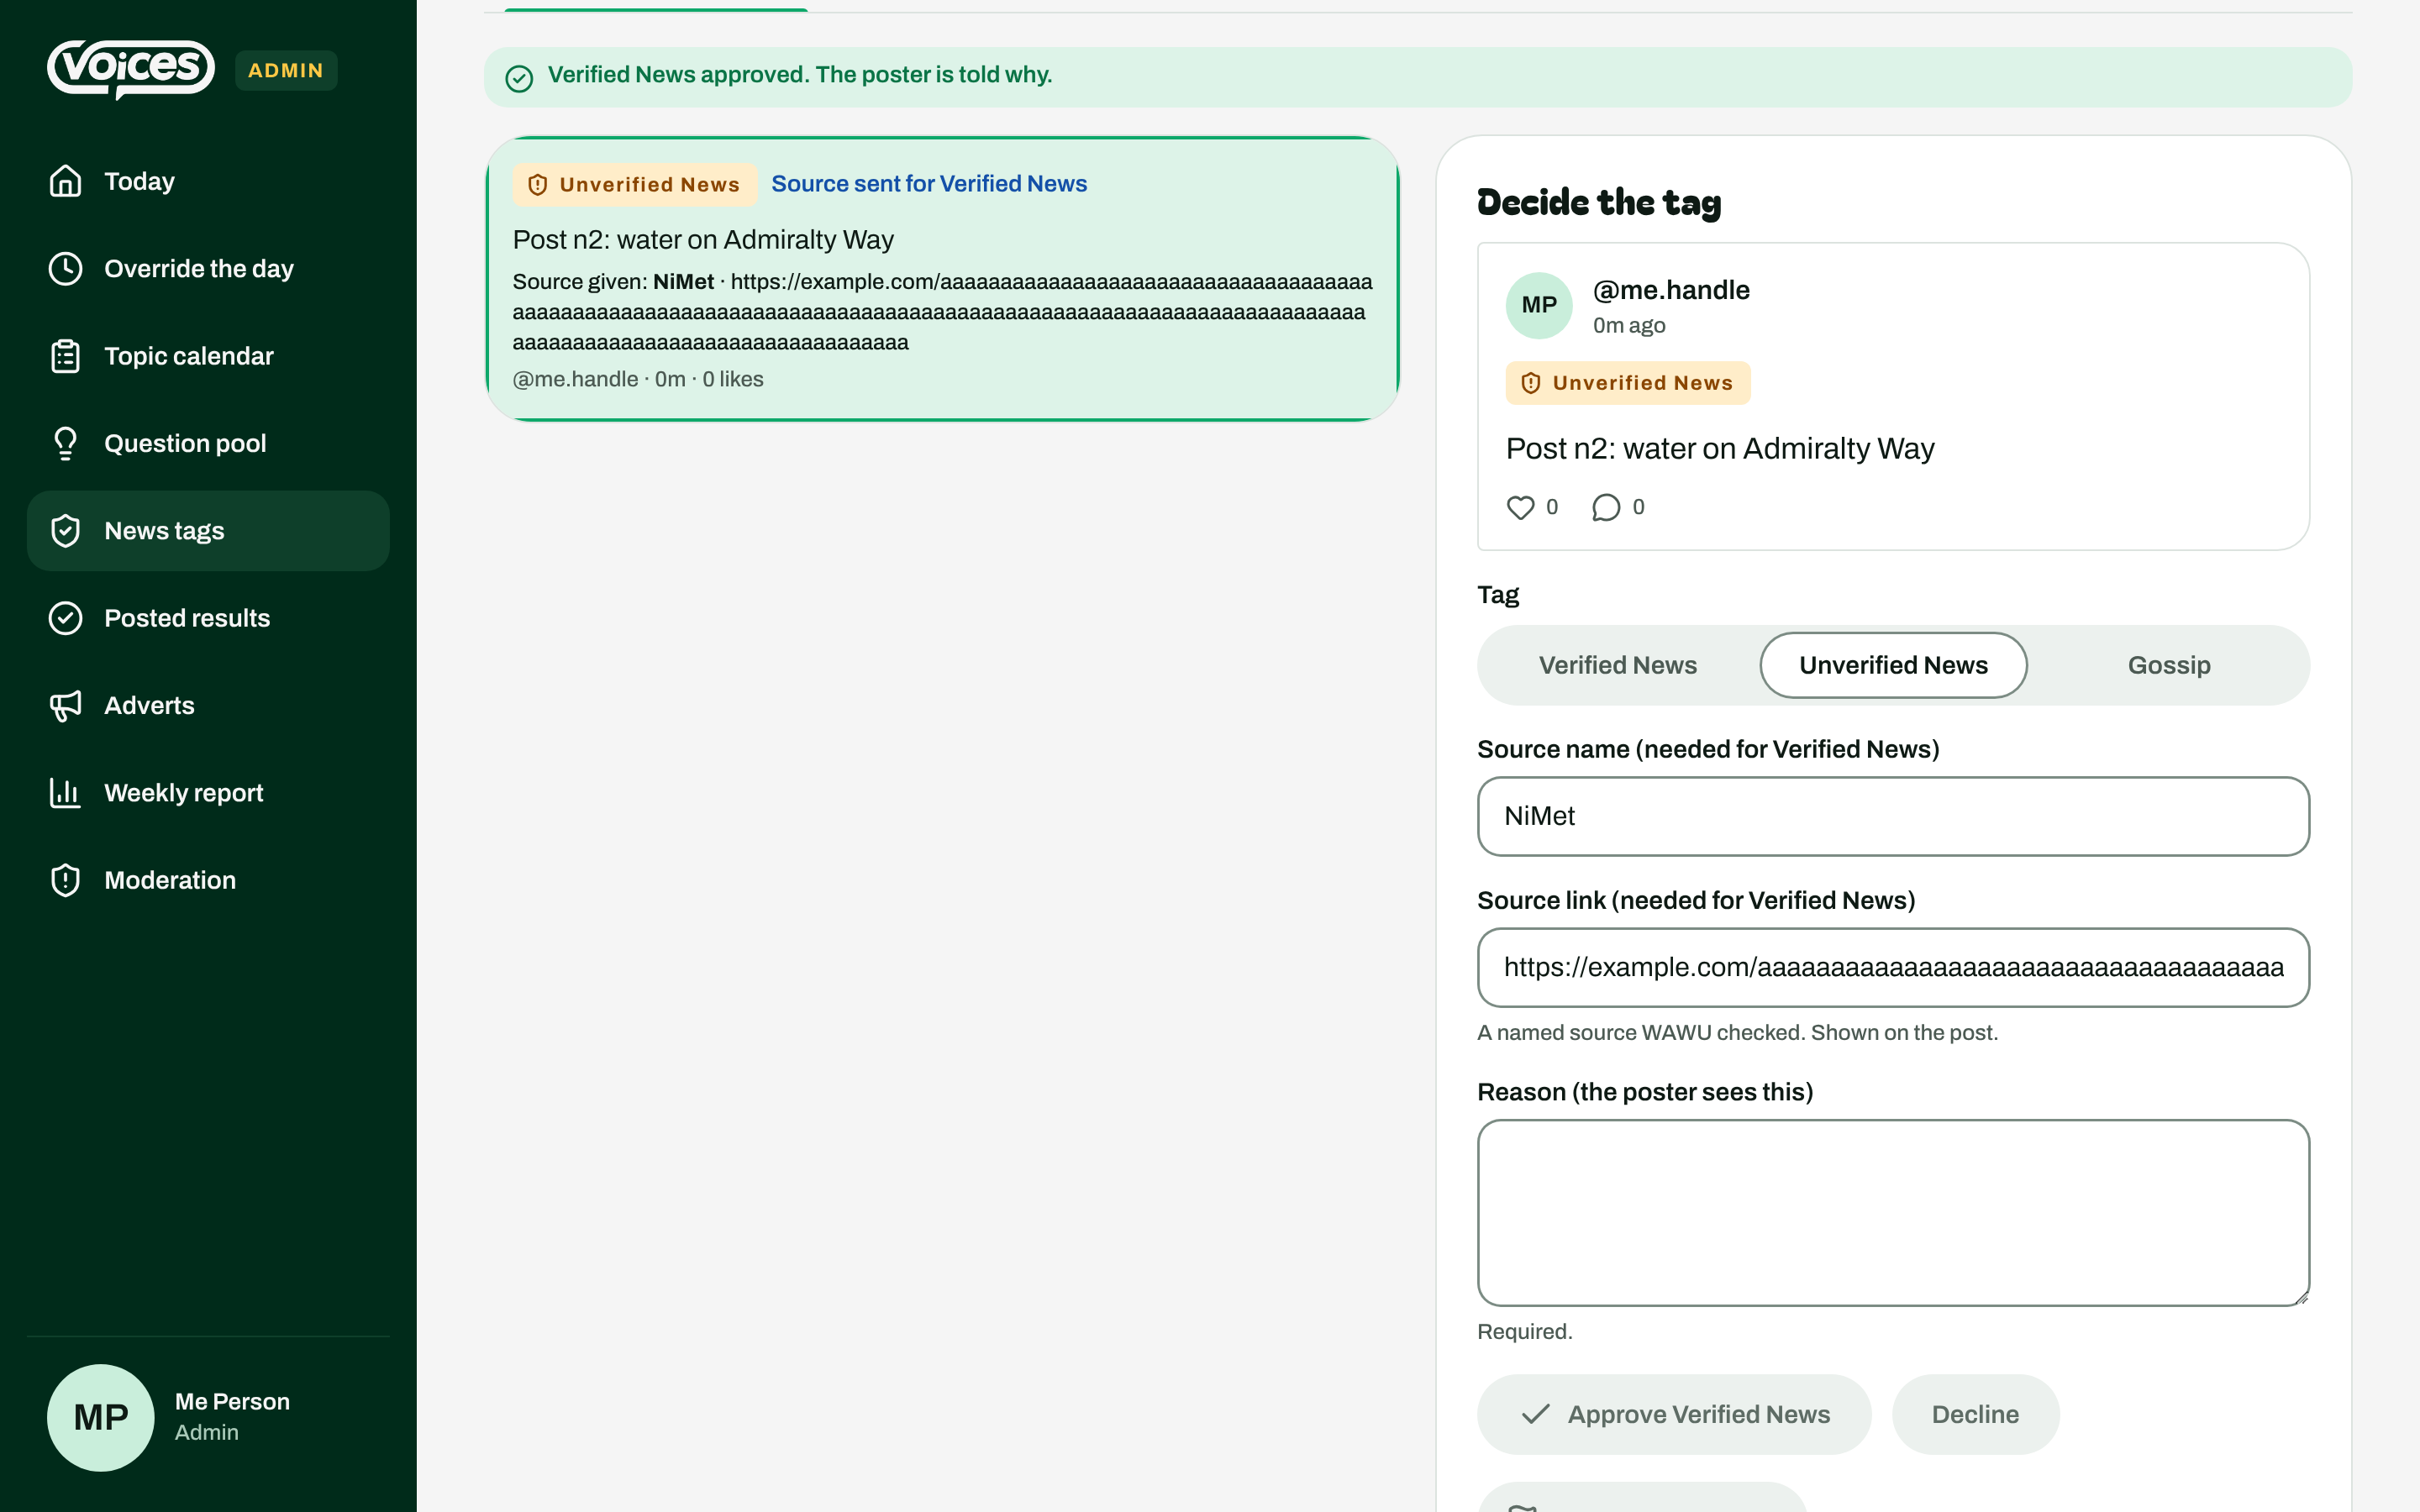 Voices
ADMIN
Today
Override the day
Topic calendar
Question pool
News tags
Posted results
Adverts
Weekly report
Moderation
MP
Me Person
Admin
Verified News approved. The poster is told why.
Unverified News
Source sent for Verified News
Post n2: water on Admiralty Way
Source given: NiMet · https://example.com/aaaaaaaaaaaaaaaaaaaaaaaaaaaaaaaaaaaa
aaaaaaaaaaaaaaaaaaaaaaaaaaaaaaaaaaaaaaaaaaaaaaaaaaaaaaaaaaaaaaaaaaaaaaa
aaaaaaaaaaaaaaaaaaaaaaaaaaaaaaaaa
@me.handle · 0m · 0 likes
Decide the tag
MP
@me.handle
0m ago
Unverified News
Post n2: water on Admiralty Way
0
0
Tag
Verified News
Unverified News
Gossip
Source name (needed for Verified News)
NiMet
Source link (needed for Verified News)
https://example.com/aaaaaaaaaaaaaaaaaaaaaaaaaaaaaaaaaaaa
A named source WAWU checked. Shown on the post.
Reason (the poster sees this)
Required.
Approve Verified News
Decline